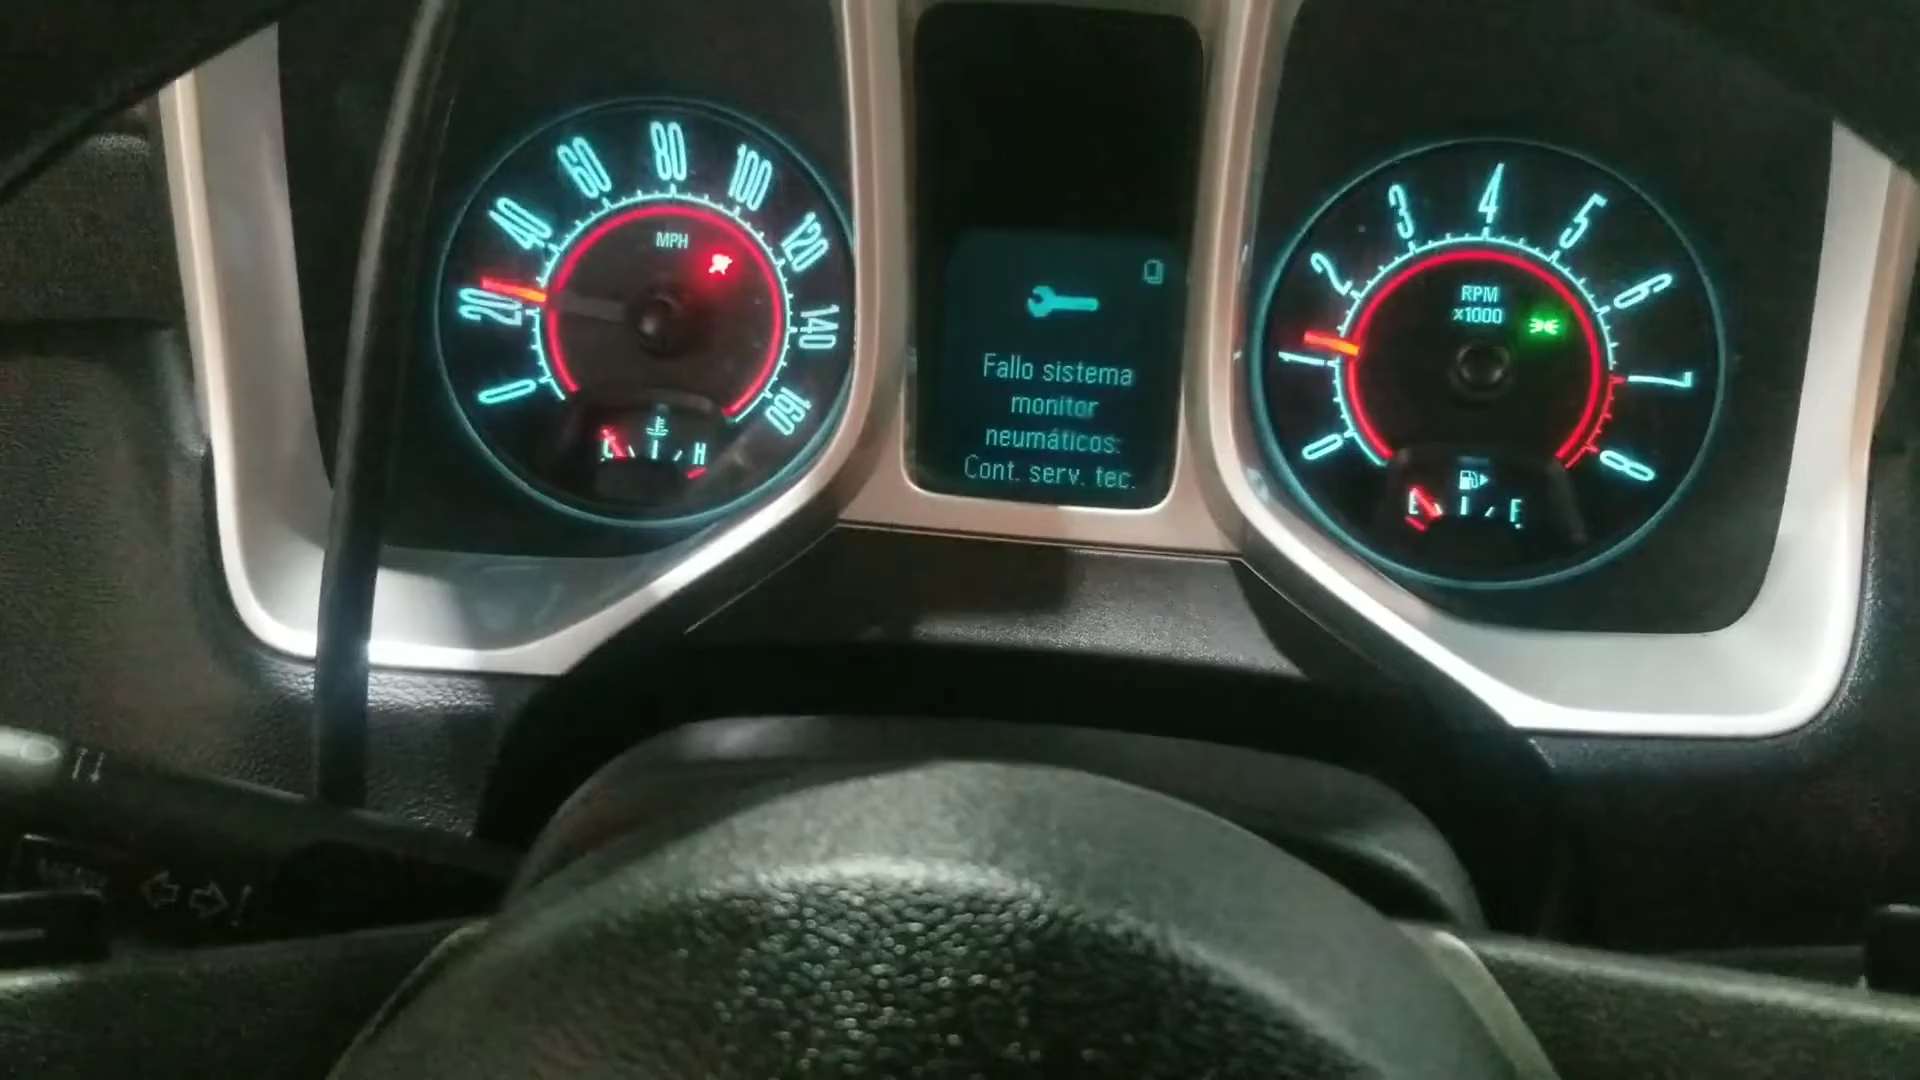 0
20
40
60
80
100
120
140
160
MPH
C
H
Fallo sistema
monitor
neumáticos:
Cont. serv. tec.
0
1
2
3
4
5
6
7
8
RPM
x1000
E
F